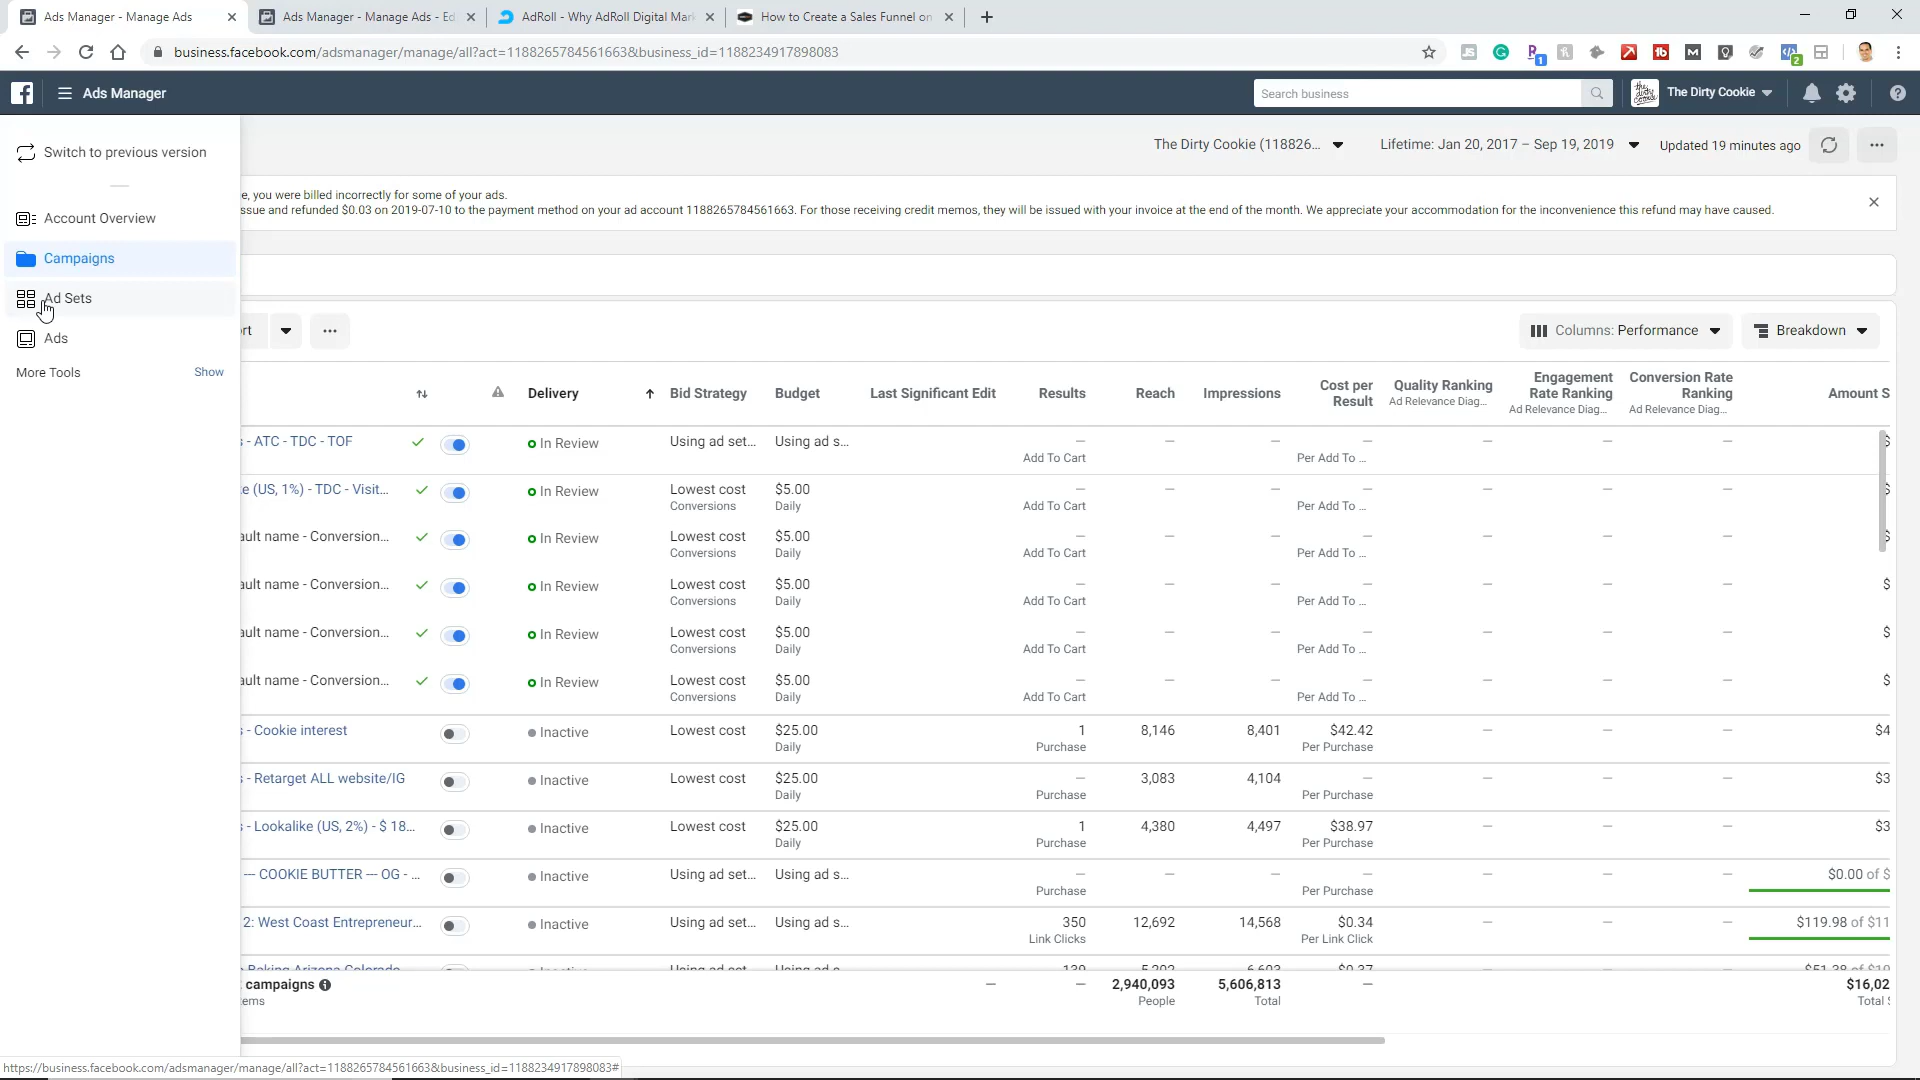 Ads Manager - Manage Ads
Ads Manager - Manage Ads - Ed
AdRoll - Why AdRoll Digital Mar
How to Create a Sales Funnel on
business.facebook.com/adsmanager/manage/all?act=1188265784561663&business_id=1188234917898083
Ads Manager
Search business
The Dirty Cookie
Switch to previous version
The Dirty Cookie (118826...
Lifetime: Jan 20, 2017 – Sep 19, 2019
Updated 19 minutes ago
e, you were billed incorrectly for some of your ads.
ssue and refunded $0.03 on 2019-07-10 to the payment method on your ad account 1188265784561663. For those receiving credit memos, they will be issued with your invoice at the end of the month. We appreciate your accommodation for the inconvenience this refund may have caused.
Account Overview
Campaigns
Ad Sets
Ads
More Tools
Show
rt
Columns: Performance
Breakdown
Delivery
Bid Strategy
Budget
Last Significant Edit
Results
Reach
Impressions
Cost per
Result
Quality Ranking
Ad Relevance Diag...
Engagement
Rate Ranking
Ad Relevance Diag...
Conversion Rate
Ranking
Ad Relevance Diag...
Amount S
s - ATC - TDC - TOF
In Review
Using ad set...
Using ad s...
—
Add To Cart
—
—
—
Per Add To ...
—
—
—
$
e (US, 1%) - TDC - Visit...
In Review
Lowest cost
Conversions
$5.00
Daily
—
Add To Cart
—
—
—
Per Add To ...
—
—
—
$
ault name - Conversion...
In Review
Lowest cost
Conversions
$5.00
Daily
—
Add To Cart
—
—
—
Per Add To ...
—
—
—
$
ault name - Conversion...
In Review
Lowest cost
Conversions
$5.00
Daily
—
Add To Cart
—
—
—
Per Add To ...
—
—
—
$
ault name - Conversion...
In Review
Lowest cost
Conversions
$5.00
Daily
—
Add To Cart
—
—
—
Per Add To ...
—
—
—
$
ault name - Conversion...
In Review
Lowest cost
Conversions
$5.00
Daily
—
Add To Cart
—
—
—
Per Add To ...
—
—
—
$
s - Cookie interest
Inactive
Lowest cost
$25.00
Daily
1
Purchase
8,146
8,401
$42.42
Per Purchase
—
—
—
$4
s - Retarget ALL website/IG
Inactive
Lowest cost
$25.00
Daily
—
Purchase
3,083
4,104
—
Per Purchase
—
—
—
$3
s - Lookalike (US, 2%) - $ 18...
Inactive
Lowest cost
$25.00
Daily
1
Purchase
4,380
4,497
$38.97
Per Purchase
—
—
—
$3
--- COOKIE BUTTER --- OG - ...
Inactive
Using ad set...
Using ad s...
—
Purchase
—
—
—
Per Purchase
—
—
—
$0.00 of $
2: West Coast Entrepreneur...
Inactive
Using ad set...
Using ad s...
350
Link Clicks
12,692
14,568
$0.34
Per Link Click
—
—
—
$119.98 of $11
Baking Arizona Colorado
Inactive
Using ad set
Using ad s
139
5,202
6,603
$0.37
$51.38 of $10
campaigns
ems
—
—
2,940,093
People
5,606,813
Total
—
$16,02
Total S
https://business.facebook.com/adsmanager/manage/all?act=1188265784561663&business_id=1188234917898083#